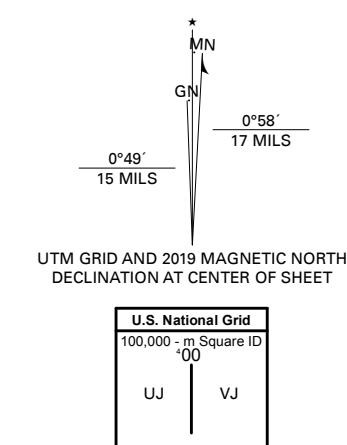 ★
MN
GN
0°58´
17 MILS
0°49´
15 MILS
UTM GRID AND 2019 MAGNETIC NORTH
DECLINATION AT CENTER OF SHEET
U.S. National Grid
100,000 - m Square ID
⁴00
UJ VJ